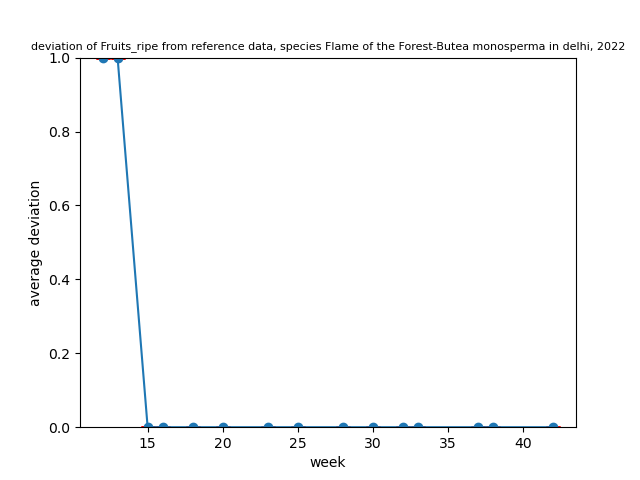 deviation of Fruits_ripe from reference data, species Flame of the Forest-Butea monosperma in delhi, 2022
1.0
0.8
0.6
0.4
0.2
0.0
average deviation
15 20 25 30 35 40
week